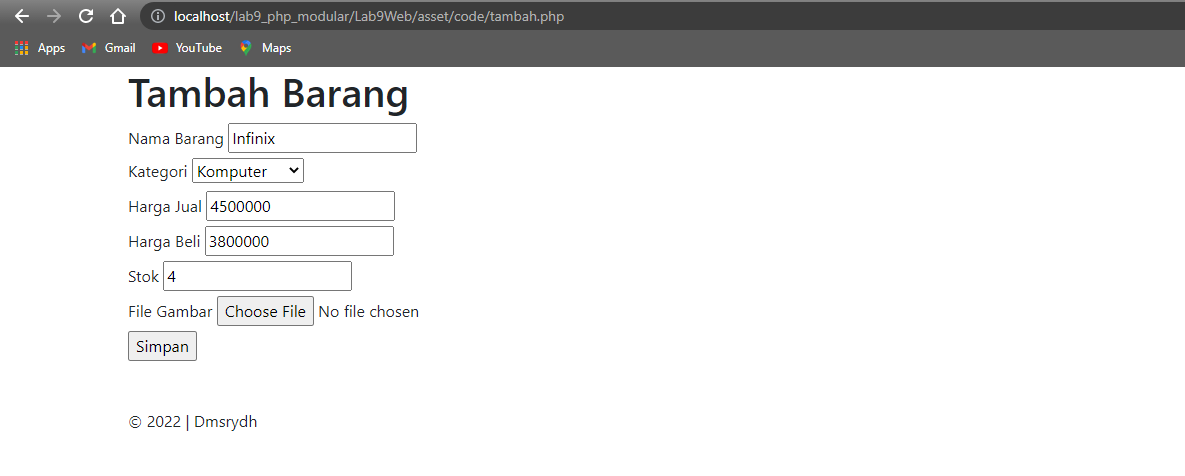 localhost/lab9_php_modular/Lab9Web/asset/code/tambah.php
Apps Gmail YouTube Maps
Tambah Barang
Nama Barang Infinix
Kategori Komputer
Harga Jual 4500000
Harga Beli 3800000
Stok 4
File Gambar Choose File No file chosen
Simpan
© 2022 | Dmsrydh